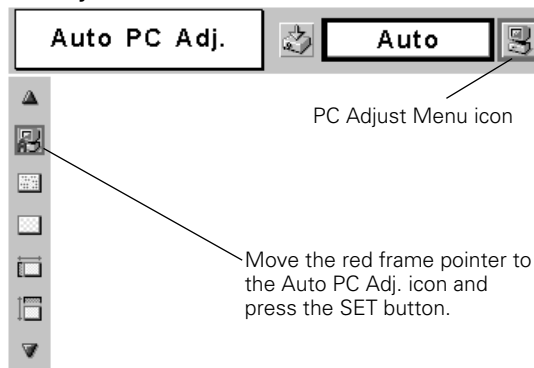 Auto PC Adj.
Auto
PC Adjust Menu icon
Move the red frame pointer to
the Auto PC Adj. icon and
press the SET button.